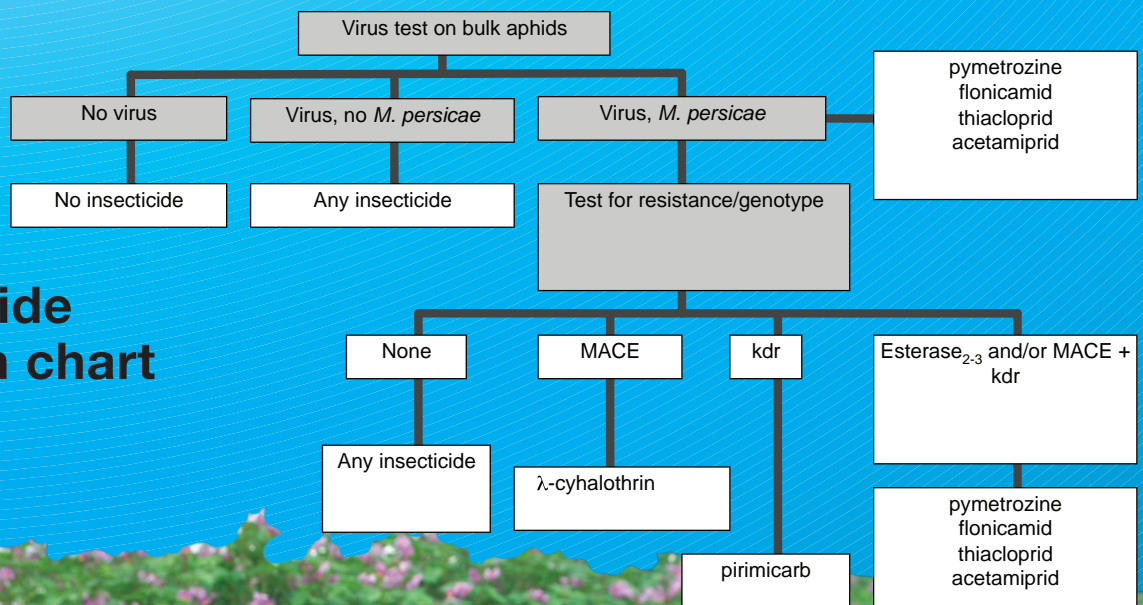 Virus test on bulk aphids
No virus
Virus, no M. persicae
Virus, M. persicae
pymetrozine
flonicamid
thiacloprid
acetamiprid
No insecticide
Any insecticide
Test for resistance/genotype
ide
chart
None
MACE
kdr
Esterase2-3 and/or MACE +
kdr
Any insecticide
λ-cyhalothrin
pirimicarb
pymetrozine
flonicamid
thiacloprid
acetamiprid